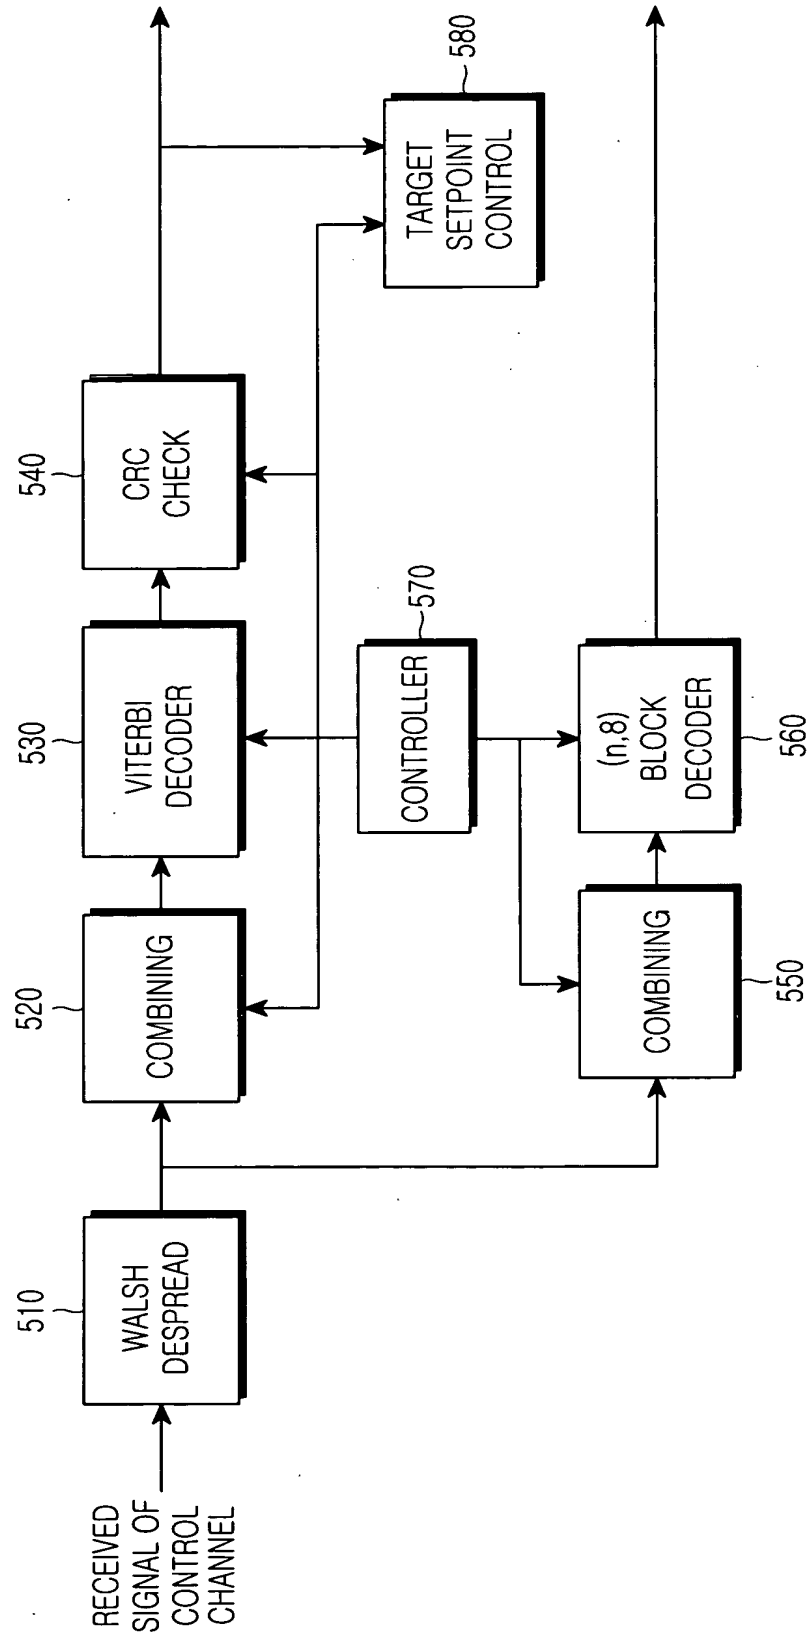 RECEIVED
SIGNAL OF
CONTROL
CHANNEL
510
WALSH
DESPREAD
520
COMBINING
530
VITERBI
DECODER
540
CRC
CHECK
CONTROLLER
570
TARGET
SETPOINT
CONTROL
580
COMBINING
550
(n,8)
BLOCK
DECODER
560